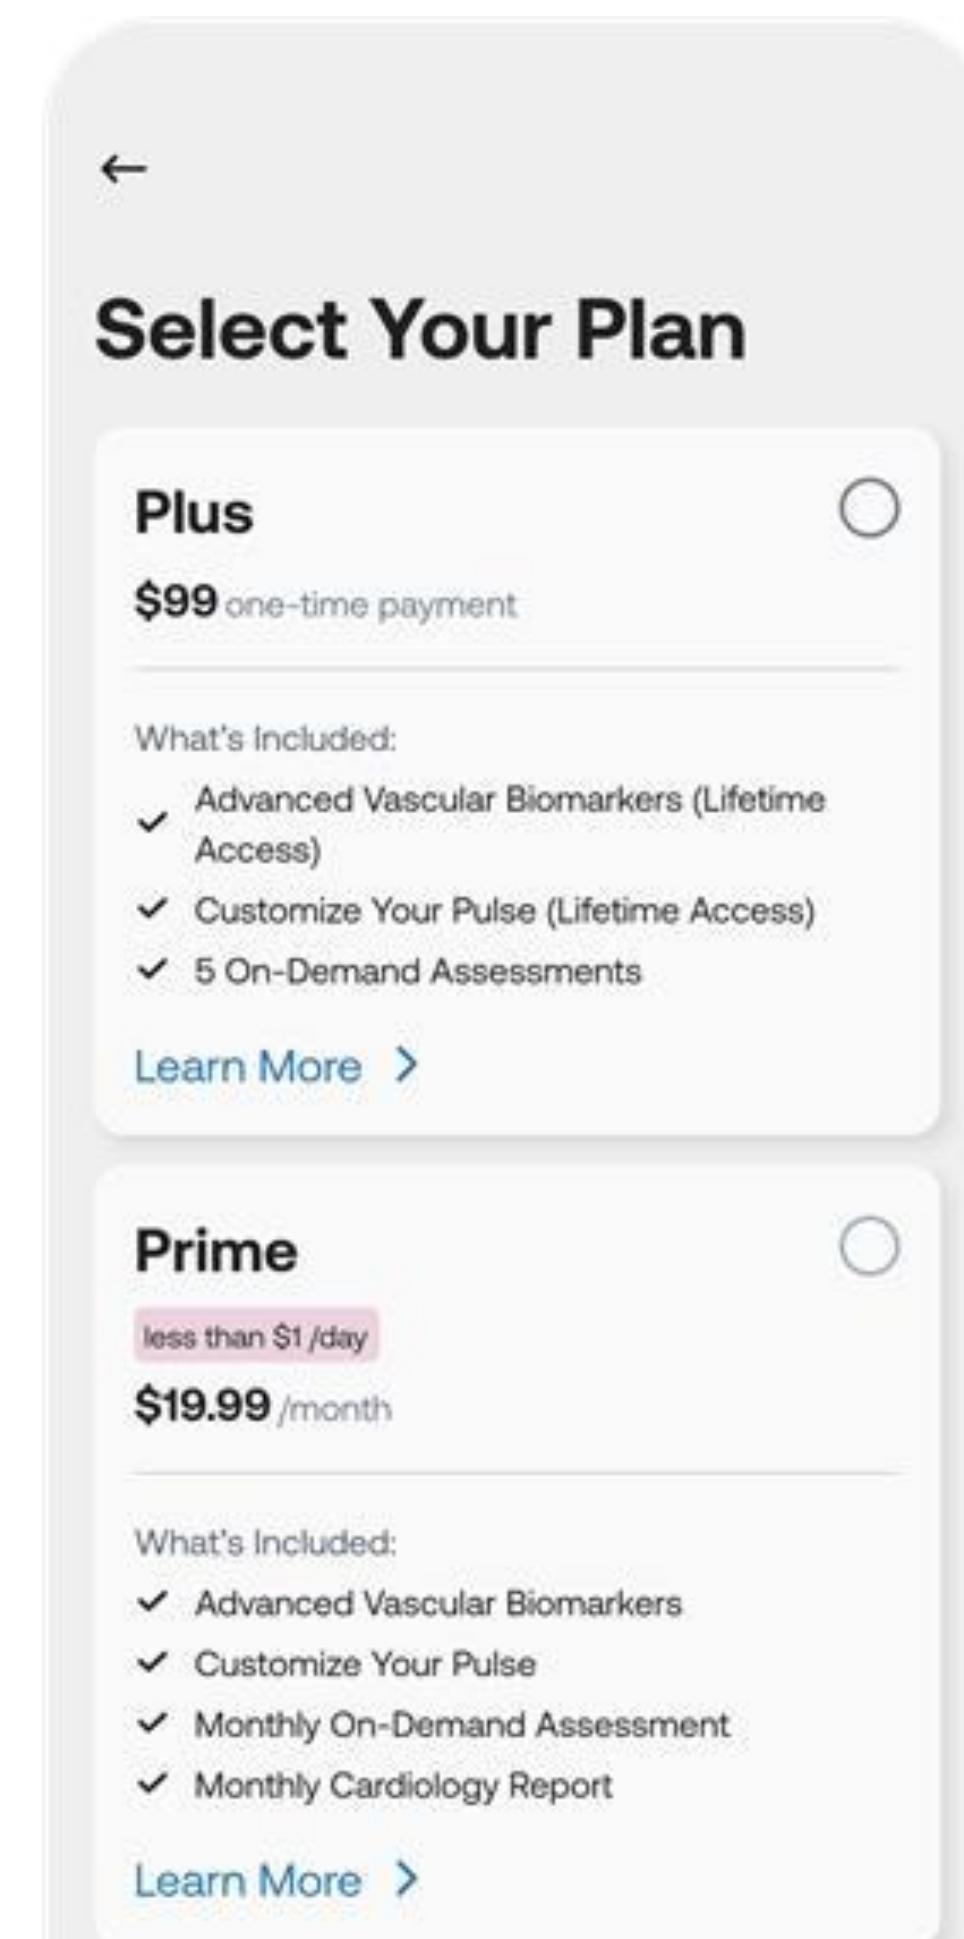 Select Your Plan
Plus
$99 one-time payment
What's Included:
Advanced Vascular Biomarkers (Lifetime
Access)
Customize Your Pulse (Lifetime Access)
5 On-Demand Assessments
Learn More
Prime
less than $1 /day
$19.99 /month
What's Included:
Advanced Vascular Biomarkers
Customize Your Pulse
Monthly On-Demand Assessment
Monthly Cardiology Report
Learn More